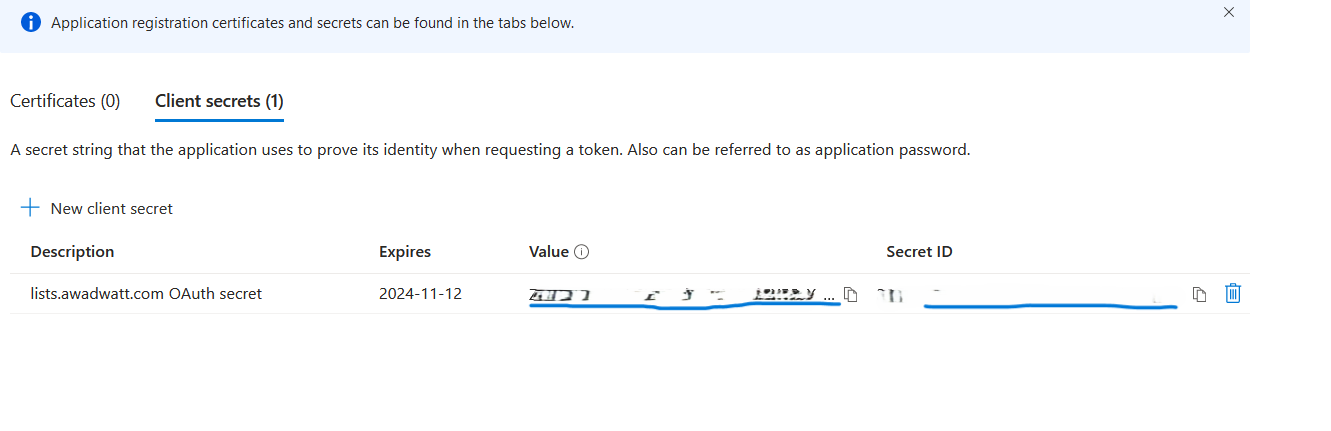 Application registration certificates and secrets can be found in the tabs below.
Certificates (0) Client secrets (1)
A secret string that the application uses to prove its identity when requesting a token. Also can be referred to as application password.
New client secret
Description Expires Value Secret ID
lists.awadwatt.com OAuth secret 2024-11-12 ...